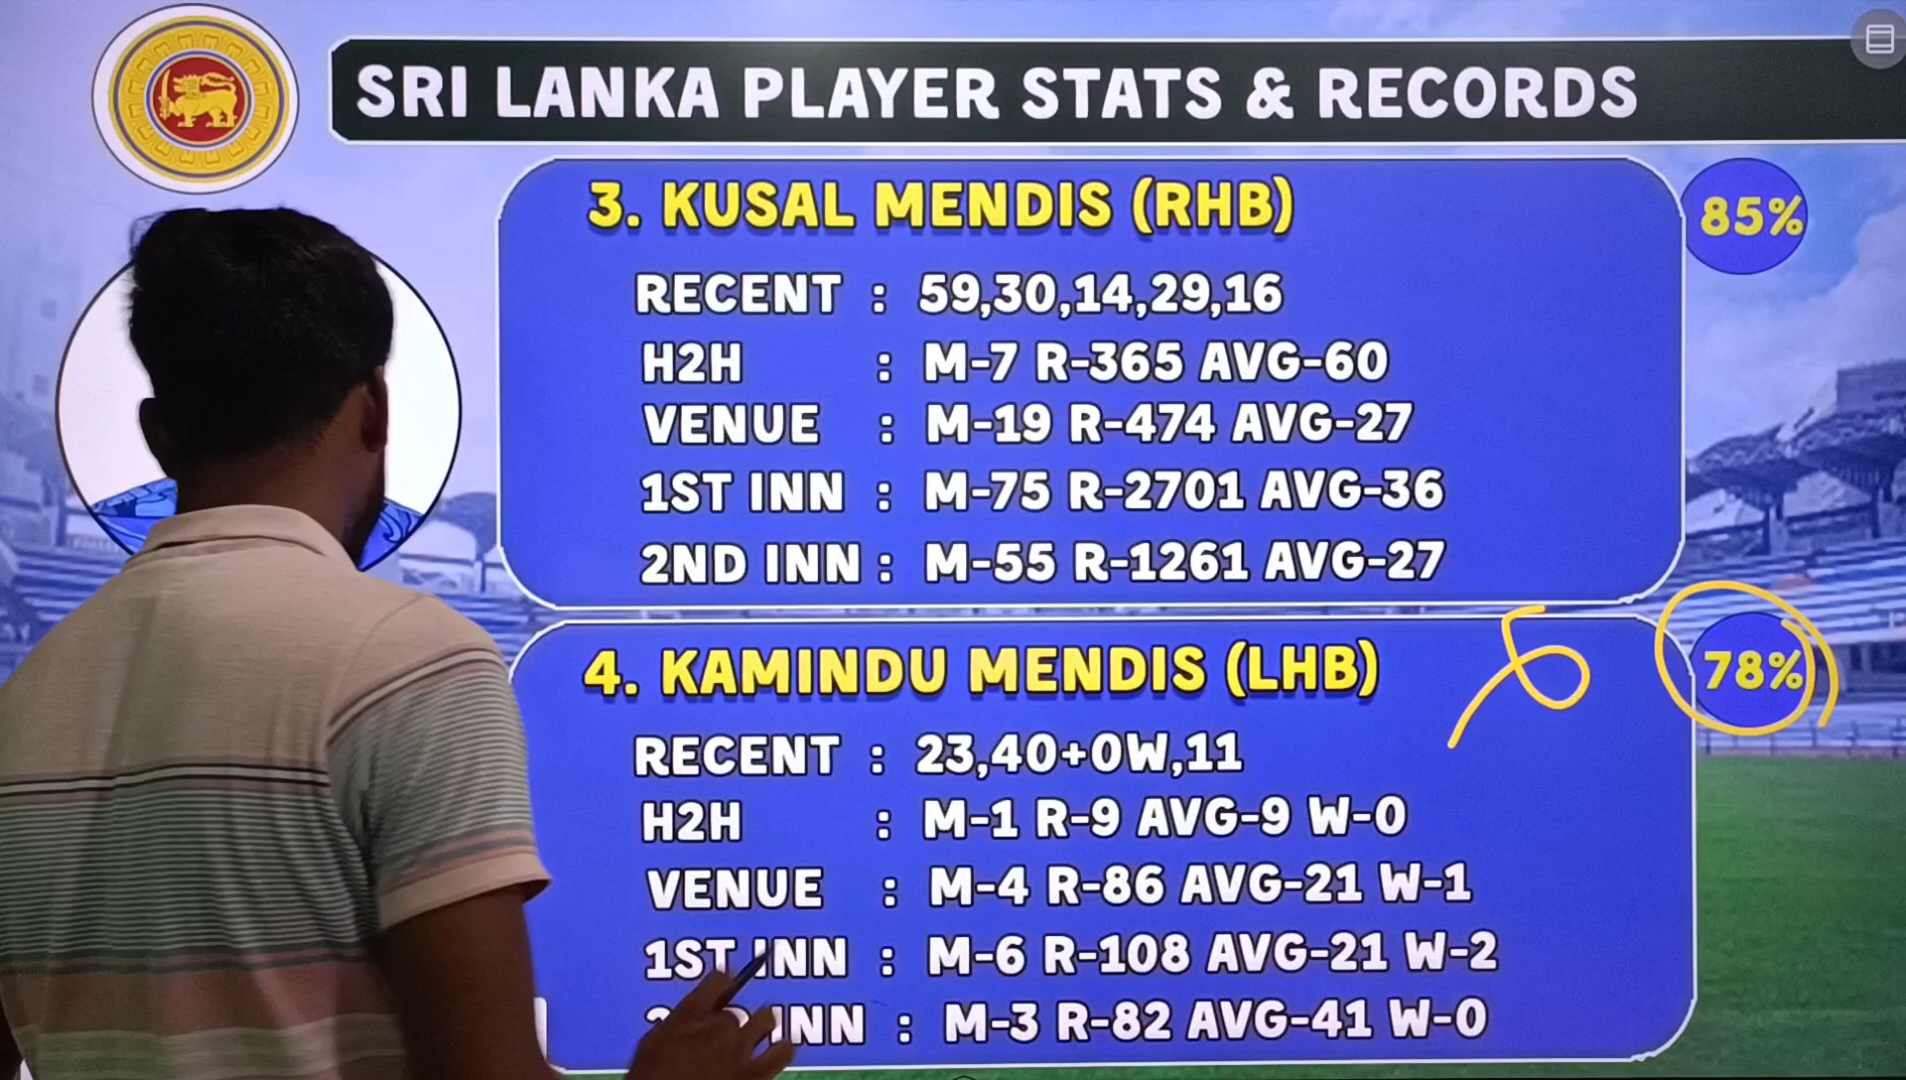 SRI LANKA PLAYER STATS & RECORDS
3. KUSAL MENDIS (RHB)
85%
RECENT : 59,30,14,29,16
H2H : M-7 R-365 AVG-60
VENUE : M-19 R-474 AVG-27
1ST INN : M-75 R-2701 AVG-36
2ND INN : M-55 R-1261 AVG-27
4. KAMINDU MENDIS (LHB)
78%
RECENT : 23,40+0W,11
H2H : M-1 R-9 AVG-9 W-0
VENUE : M-4 R-86 AVG-21 W-1
1ST INN : M-6 R-108 AVG-21 W-2
INN : M-3 R-82 AVG-41 W-0